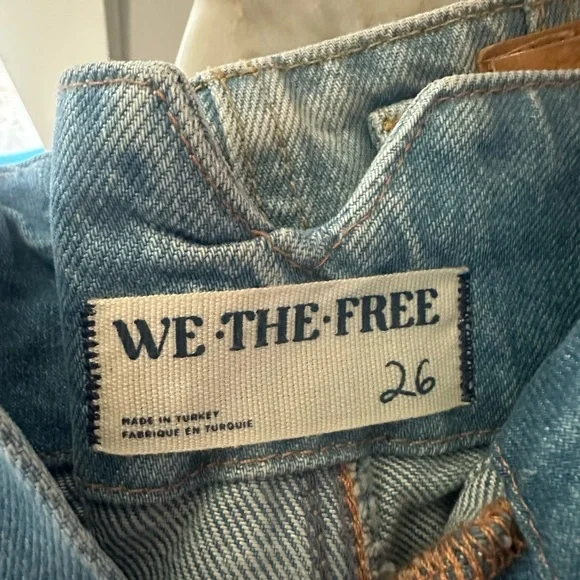 WE·THE·FREE
26
MADE IN TURKEY
FABRIQUE EN TURQUIE